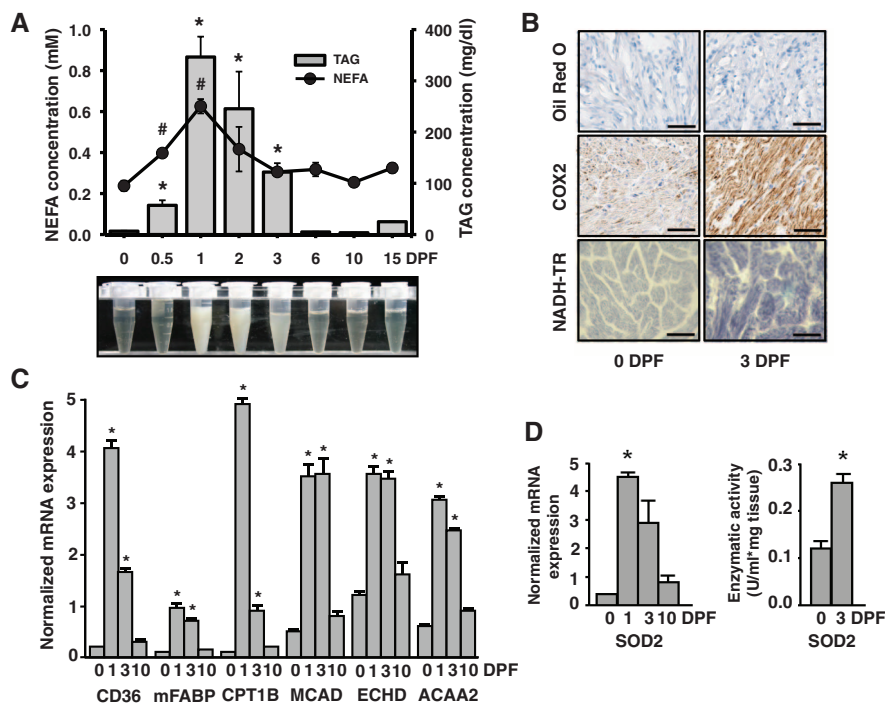 A
NEFA concentration (mM)
1.0
0.8
0.6
0.4
0.2
0.0
TAG concentration (mg/dl)
400
300
200
100
0
TAG
NEFA
* # * # * * *
0 0.5 1 2 3 6 10 15 DPF
B
Oil Red O
COX2
NADH-TR
0 DPF 3 DPF
C
Normalized mRNA expression
5
4
3
2
1
0
* * * * * * * * * * * *
0 1 3 10 0 1 3 10 0 1 3 10 0 1 3 10 0 1 3 10 0 1 3 10 DPF
CD36 mFABP CPT1B MCAD ECHD ACAA2
D
Normalized mRNA
expression
5
4
3
2
1
0
*
0 1 3 10 DPF
SOD2
Enzymatic activity
(U/ml*mg tissue)
0.3
0.2
0.1
0.0
*
0 3 DPF
SOD2